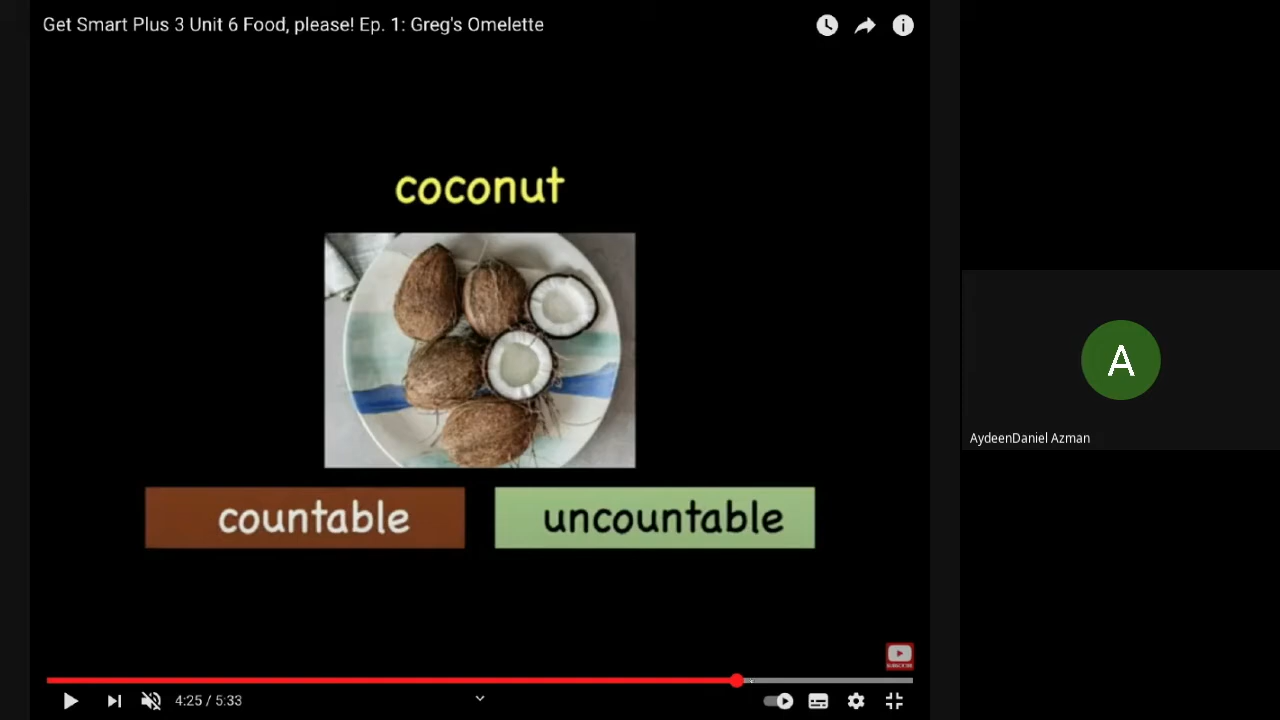 Get Smart Plus 3 Unit 6 Food, please! Ep. 1: Greg's Omelette
coconut
countable
uncountable
SUBSCRIBE
4:25 / 5:33
A
AydeenDaniel Azman